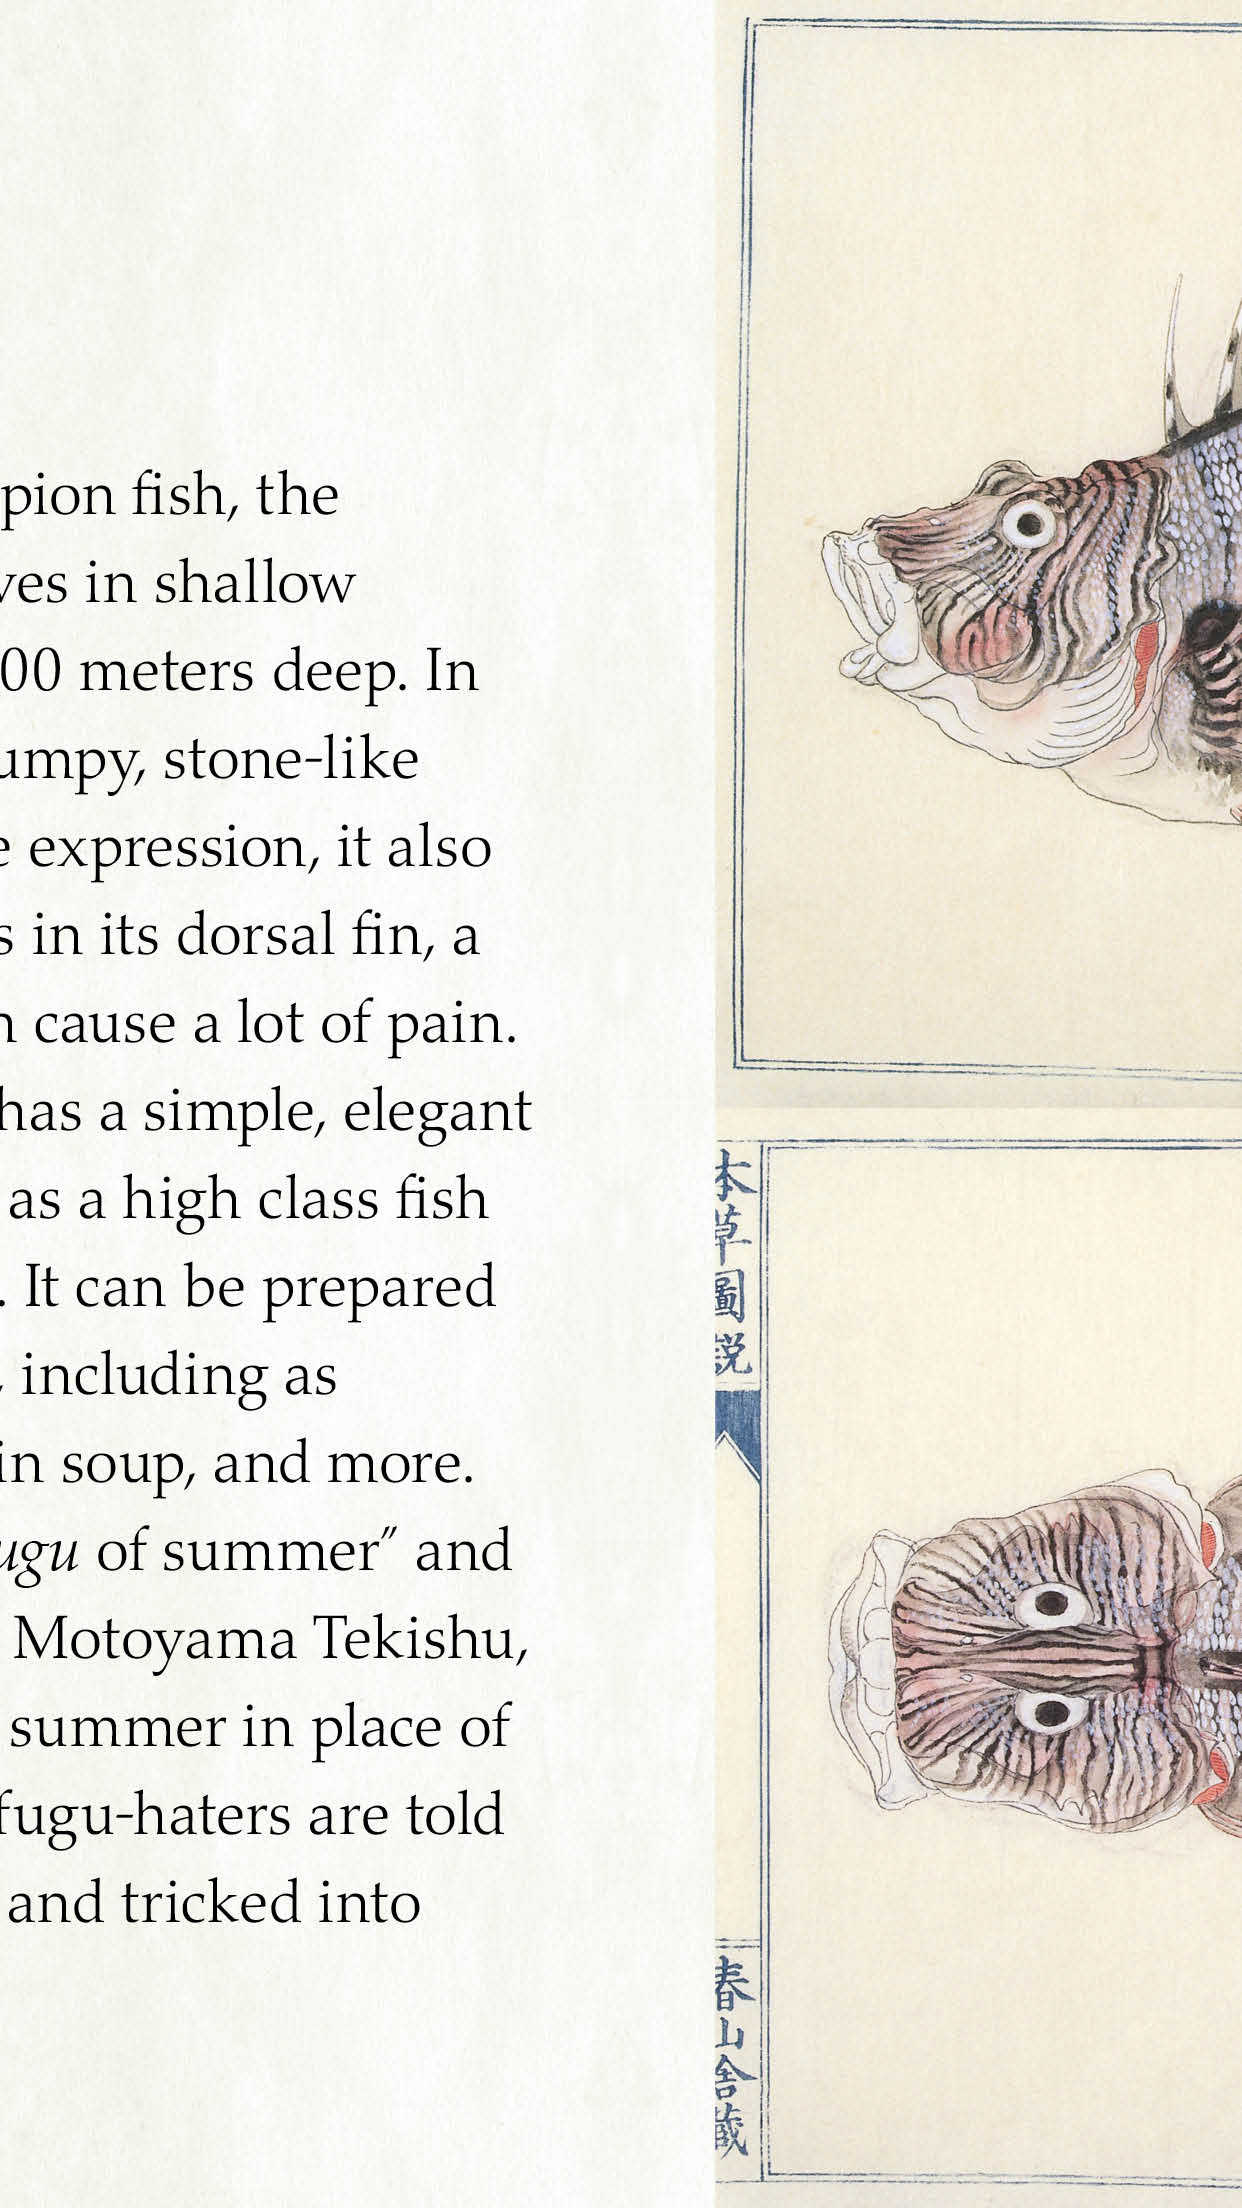 pion fish, the
ves in shallow
00 meters deep. In
umpy, stone-like
e expression, it also
s in its dorsal fin, a
n cause a lot of pain.
has a simple, elegant
as a high class fish
. It can be prepared
, including as
in soup, and more.
ugu of summer” and
Motoyama Tekishu,
summer in place of
fugu-haters are told
and tricked into
本草圖説
春山舍藏